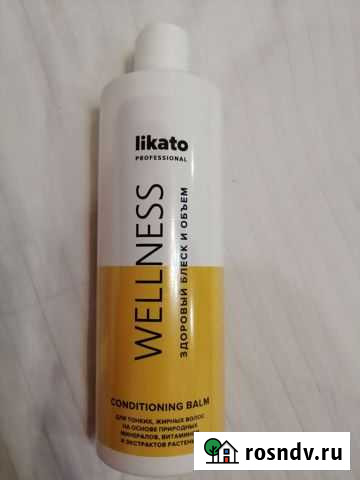 likato
PROFESSIONAL
WELLNESS
ЗДОРОВЫЙ БЛЕСК И ОБЪЕМ
CONDITIONING BALM
ДЛЯ ТОНКИХ, ЖИРНЫХ ВОЛОС
НА ОСНОВЕ ПРИРОДНЫХ
МИНЕРАЛОВ, ВИТАМИНОВ
И ЭКСТРАКТОВ РАСТЕНИЙ
rosndv.ru